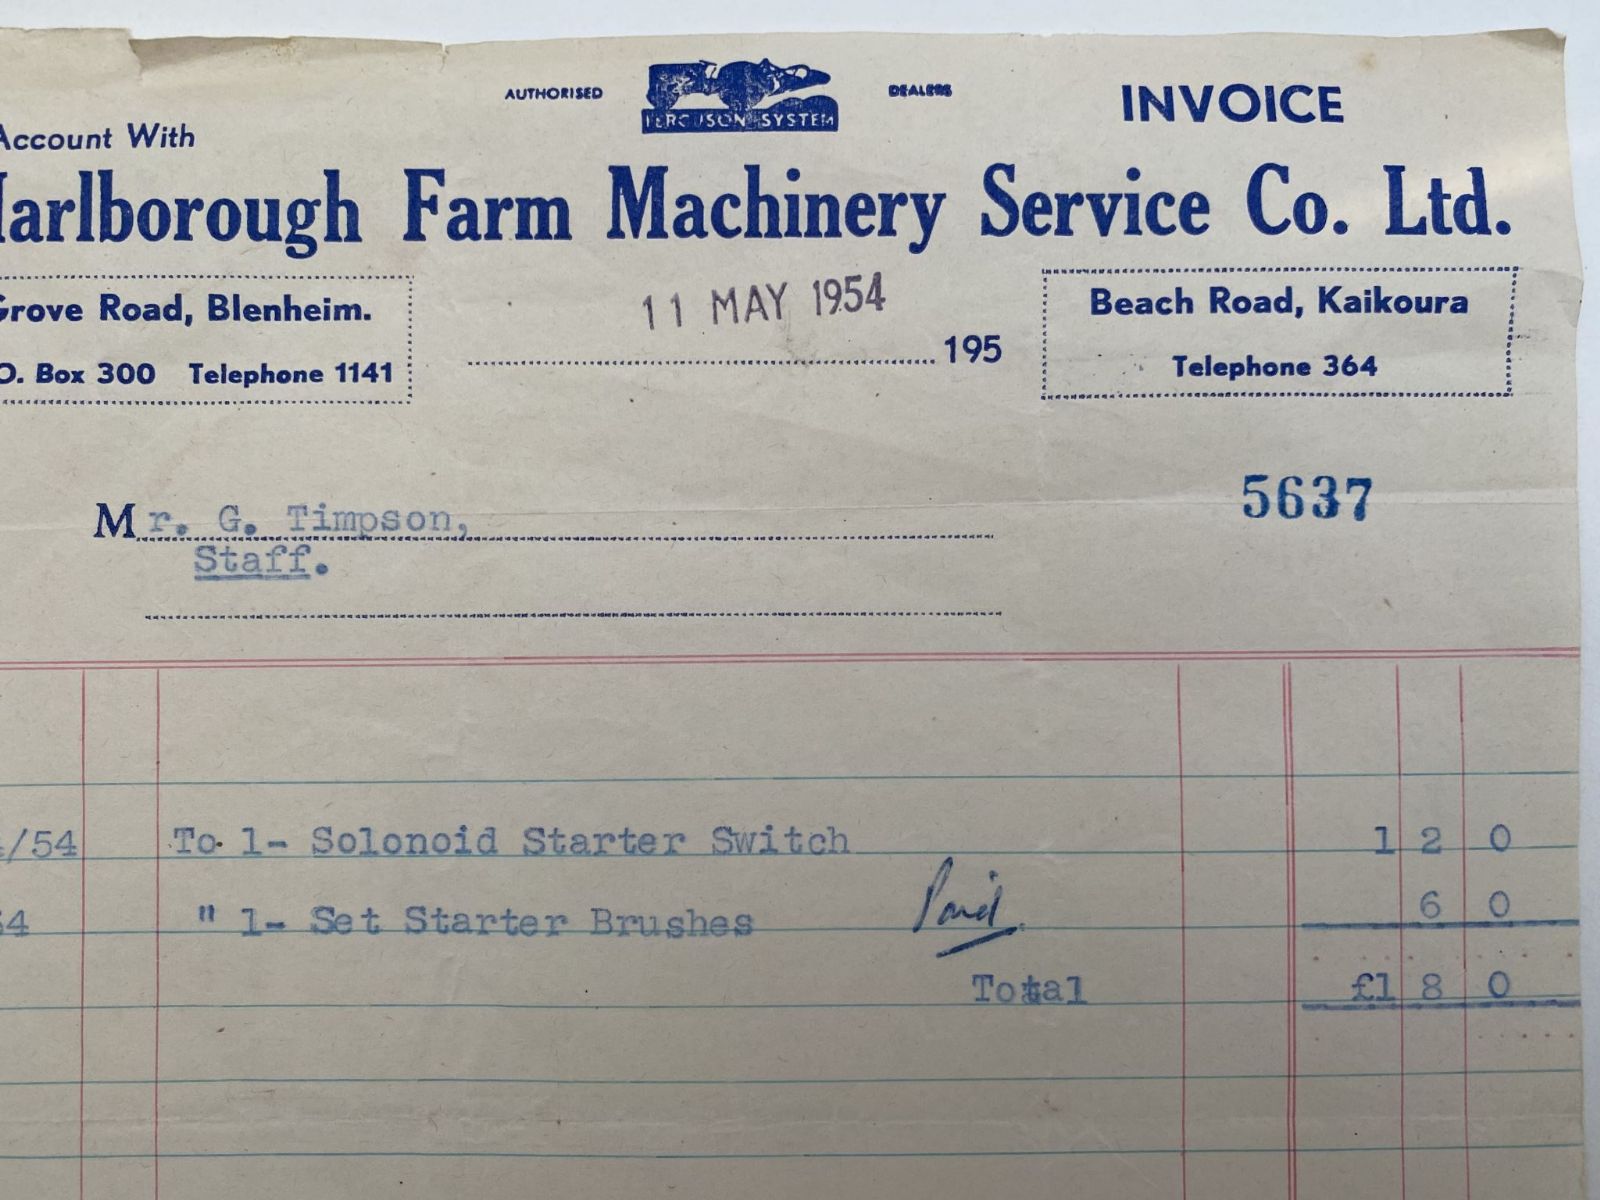 AUTHORISED FERGUSON SYSTEM DEALERS INVOICE
Account With
Marlborough Farm Machinery Service Co. Ltd.
Grove Road, Blenheim.
O. Box 300 Telephone 1141
11 MAY 1954
195
Beach Road, Kaikoura
Telephone 364
5637
Mr. G. Timpson,
Staff.
/54 To 1- Solonoid Starter Switch 1 2 0
54 " 1- Set Starter Brushes 6 0
Paid
Total £1 8 0